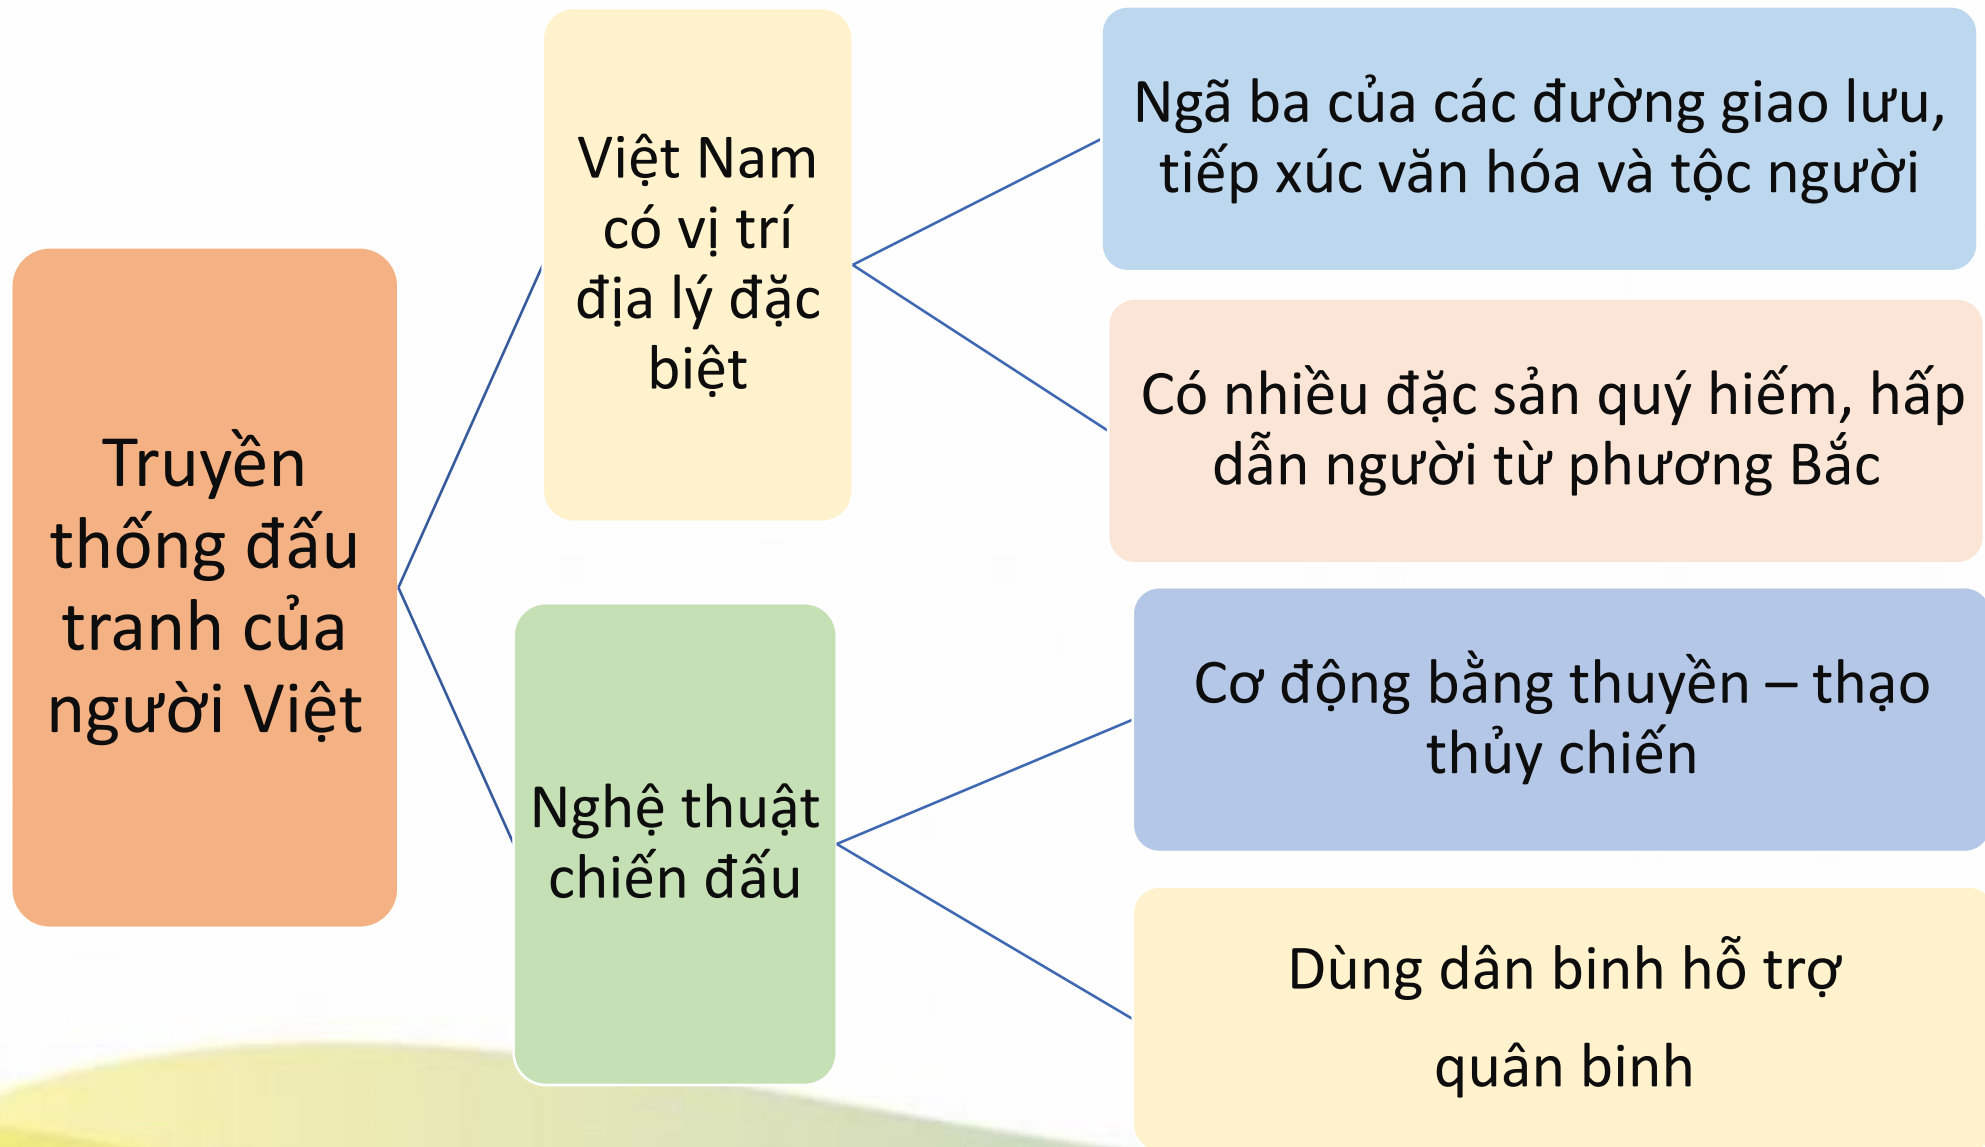 Truyền
thống đấu
tranh của
người Việt
Việt Nam
có vị trí
địa lý đặc
biệt
Ngã ba của các đường giao lưu,
tiếp xúc văn hóa và tộc người
Có nhiều đặc sản quý hiếm, hấp
dẫn người từ phương Bắc
Nghệ thuật
chiến đấu
Cơ động bằng thuyền – thạo
thủy chiến
Dùng dân binh hỗ trợ
quân binh